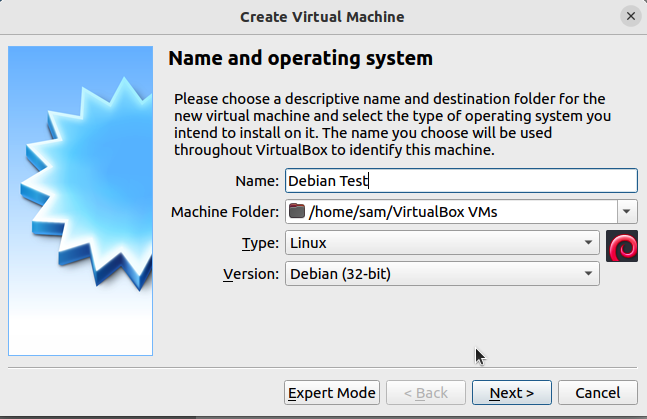 Create Virtual Machine
Name and operating system
Please choose a descriptive name and destination folder for the
new virtual machine and select the type of operating system you
intend to install on it. The name you choose will be used
throughout VirtualBox to identify this machine.
Name: Debian Test
Machine Folder: /home/sam/VirtualBox VMs
Type: Linux
Version: Debian (32-bit)
Expert Mode < Back Next > Cancel